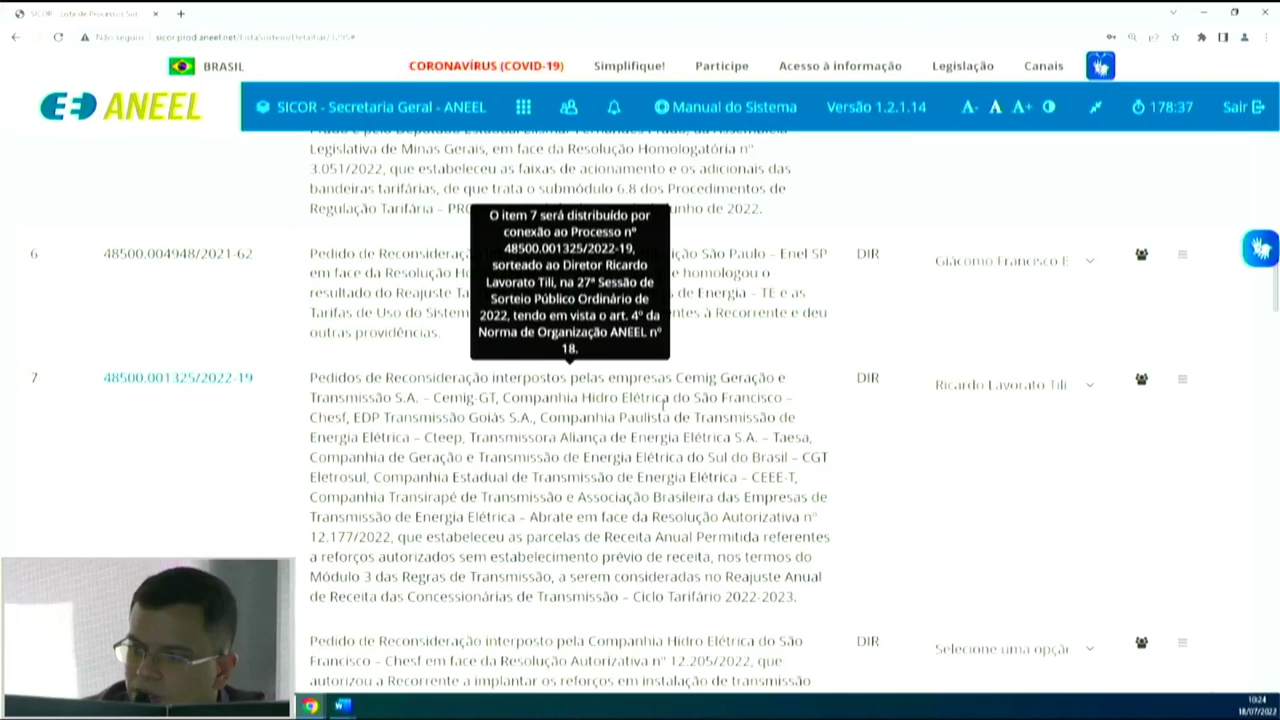 SICOR - Lista de Processos Sor
Não seguro
BRASIL
CORONAVÍRUS (COVID-19)
Simplifique!
Participe
Acesso à informação
Legislação
Canais
ANEEL
SICOR - Secretaria Geral - ANEEL
Manual do Sistema
Versão 1.2.1.14
A-
A
A+
178:37
Sair
Legislativa de Minas Gerais, em face da Resolução Homologatória nº
3.051/2022, que estabeleceu as faixas de acionamento e os adicionais das
bandeiras tarifárias, de que trata o submódulo 6.8 dos Procedimentos de
Regulação Tarifária – PR
unho de 2022.
O item 7 será distribuído por
conexão ao Processo nº
48500.001325/2022-19,
sorteado ao Diretor Ricardo
Lavorato Tili, na 27ª Sessão de
Sorteio Público Ordinário de
2022, tendo em vista o art. 4º da
Norma de Organização ANEEL nº
18.
6
48500.004948/2021-62
Pedido de Reconsidera
ição São Paulo – Enel SP
em face da Resolução H
e homologou o
resultado do Reajuste Ta
s de Energia – TE e as
Tarifas de Uso do Sistem
ntes à Recorrente e deu
outras providências.
DIR
Giácomo Francisco
7
48500.001325/2022-19
Pedidos de Reconsideração interpostos pelas empresas Cemig Geração e
Transmissão S.A. – Cemig-GT, Companhia Hidro Elétrica do São Francisco –
Chesf, EDP Transmissão Goiás S.A., Companhia Paulista de Transmissão de
Energia Elétrica – Cteep, Transmissora Aliança de Energia Elétrica S.A. – Taesa,
Companhia de Geração e Transmissão de Energia Elétrica do Sul do Brasil – CGT
Eletrosul, Companhia Estadual de Transmissão de Energia Elétrica – CEEE-T,
Companhia Transirapé de Transmissão e Associação Brasileira das Empresas de
Transmissão de Energia Elétrica – Abrate em face da Resolução Autorizativa nº
12.177/2022, que estabeleceu as parcelas de Receita Anual Permitida referentes
a reforços autorizados sem estabelecimento prévio de receita, nos termos do
Módulo 3 das Regras de Transmissão, a serem consideradas no Reajuste Anual
de Receita das Concessionárias de Transmissão – Ciclo Tarifário 2022-2023.
DIR
Ricardo Lavorato Tili
Pedido de Reconsideração interposto pela Companhia Hidro Elétrica do São
Francisco – Chesf em face da Resolução Autorizativa nº 12.205/2022, que
autorizou a Recorrente a implantar os reforços em instalação de transmissão
DIR
Selecione uma opçã
10:24
18/07/2022